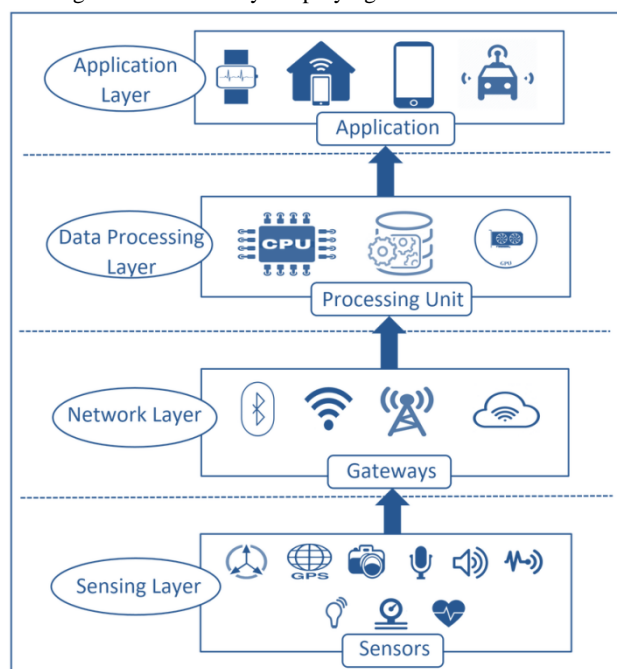 Application
Layer
Application
Data Processing
Layer
CPU
GPU
Processing Unit
Network Layer
Gateways
Sensing Layer
GPS
Sensors